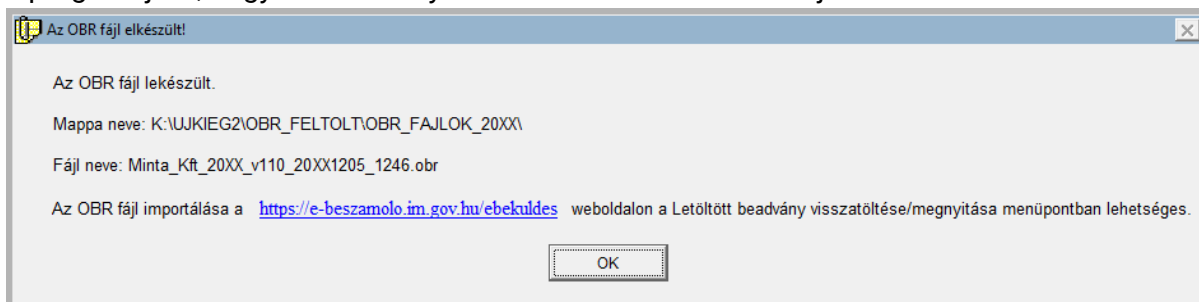 Az OBR fájl elkészült!
Az OBR fájl lekészült.
Mappa neve: K:\UJKIEG2\OBR_FELTOLT\OBR_FAJLOK_20XX\
Fájl neve: Minta_Kft_20XX_v110_20XX1205_1246.obr
Az OBR fájl importálása a https://e-beszamolo.im.gov.hu/ebekuldes weboldalon a Letöltött beadvány visszatöltése/megnyitása menüpontban lehetséges.
OK